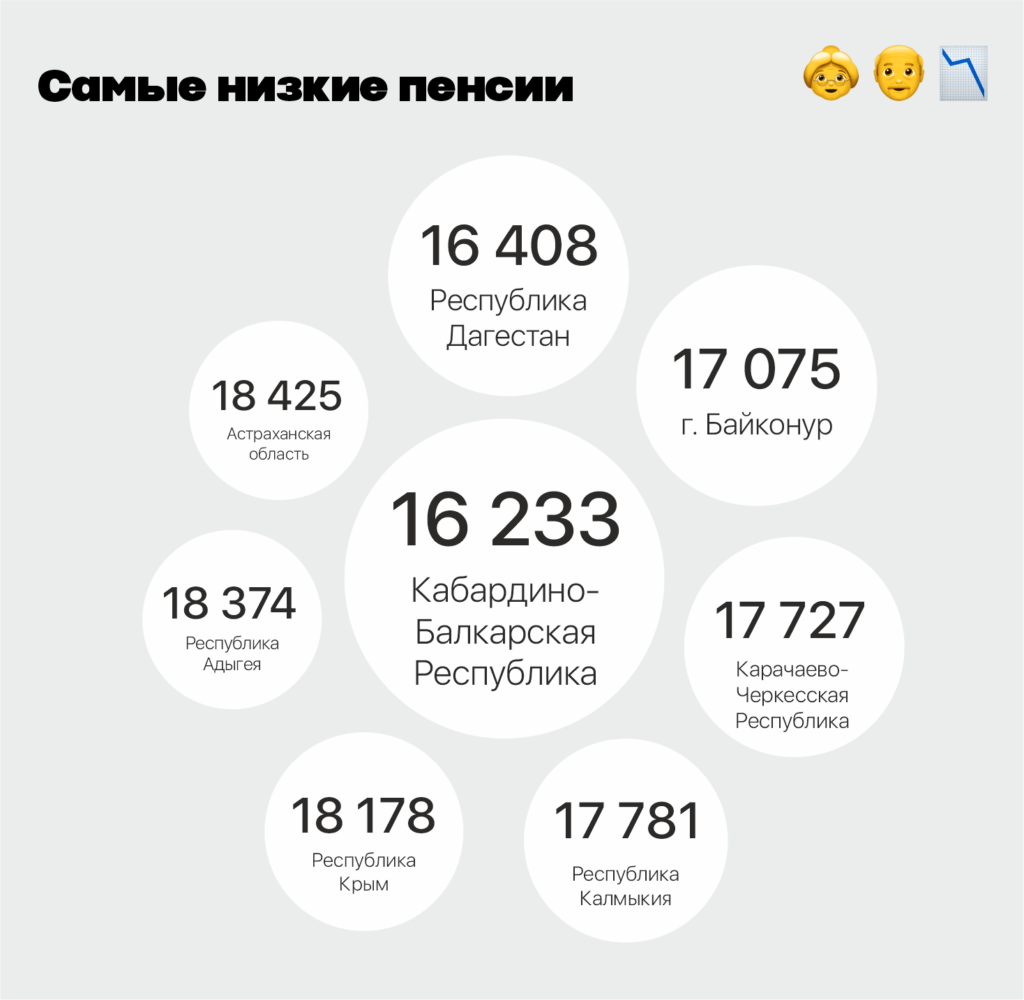 Самые низкие пенсии
16 408
Республика
Дагестан
17 075
г. Байконур
18 425
Астраханская
область
16 233
Кабардино-
Балкарская
Республика
18 374
Республика
Адыгея
17 727
Карачаево-
Черкесская
Республика
18 178
Республика
Крым
17 781
Республика
Калмыкия